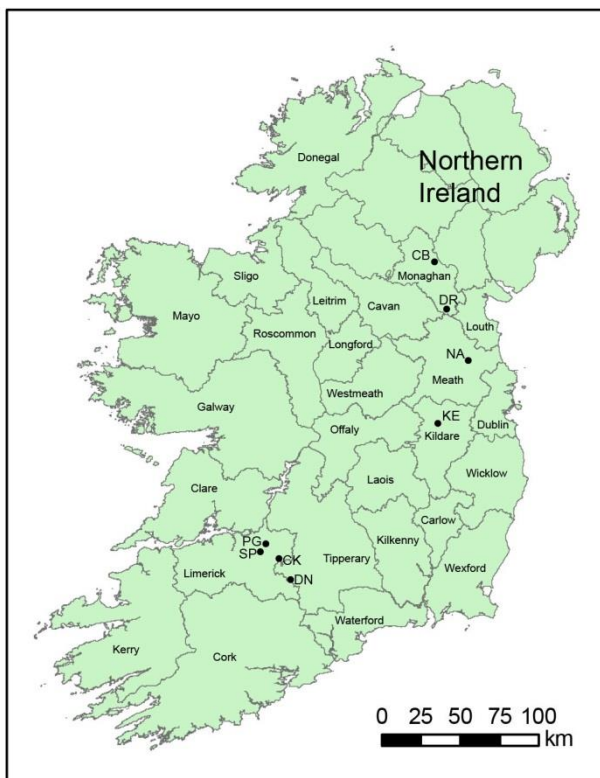 Donegal
Northern
Ireland
CB
Monaghan
Sligo
Leitrim
Cavan
DR
Louth
Mayo
Roscommon
Longford
NA
Meath
Westmeath
Galway
KE
Offaly
Kildare
Dublin
Laois
Wicklow
Clare
Carlow
PG
SP
CK
Kilkenny
Tipperary
Wexford
Limerick
DN
Waterford
Kerry
Cork
0 25 50 75 100
km